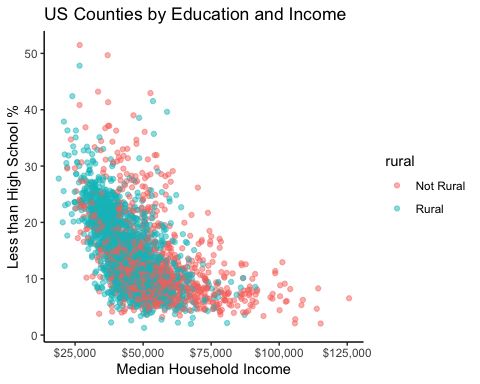 US Counties by Education and Income
Less than High School %
50
40
30
20
10
0
$25,000
$50,000
$75,000
$100,000
$125,000
Median Household Income
rural
Not Rural
Rural